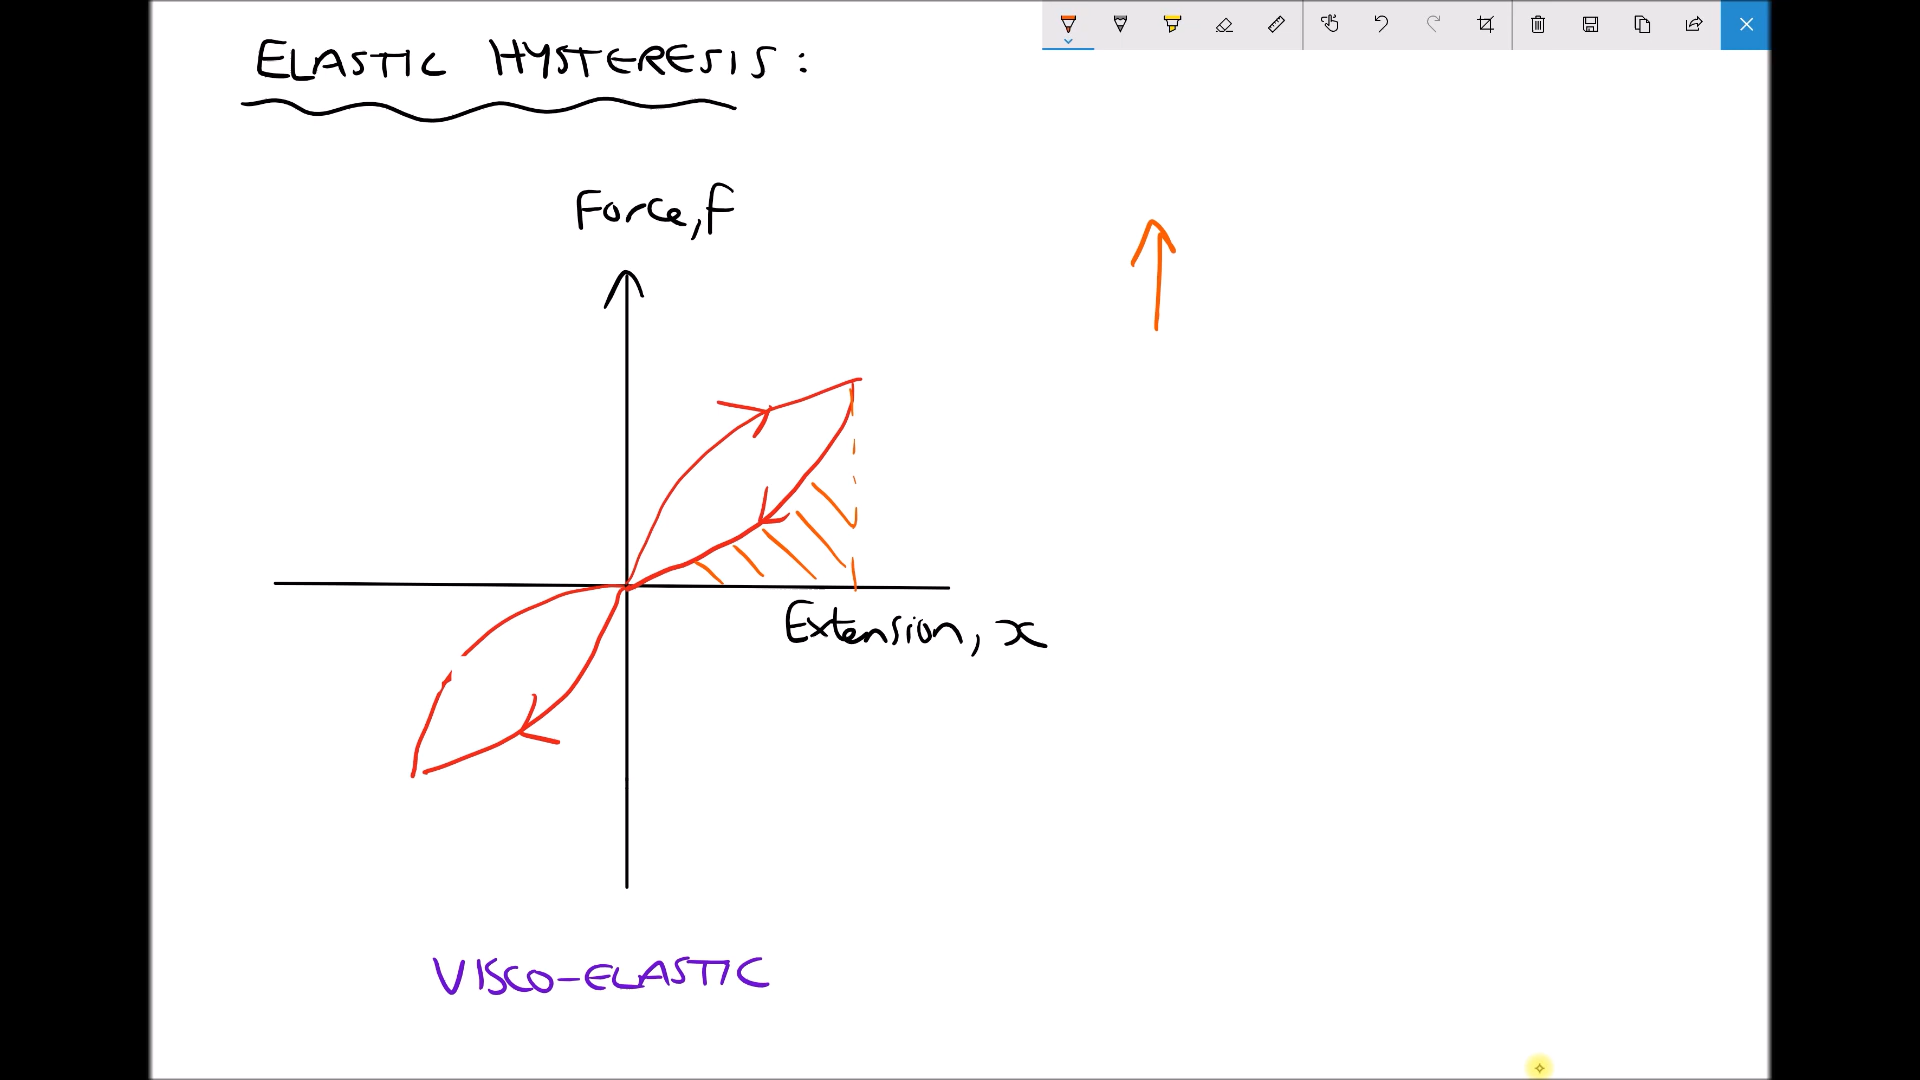 ELASTIC HYSTERESIS:
Force, F
Extension, x
VISCO-ELASTIC